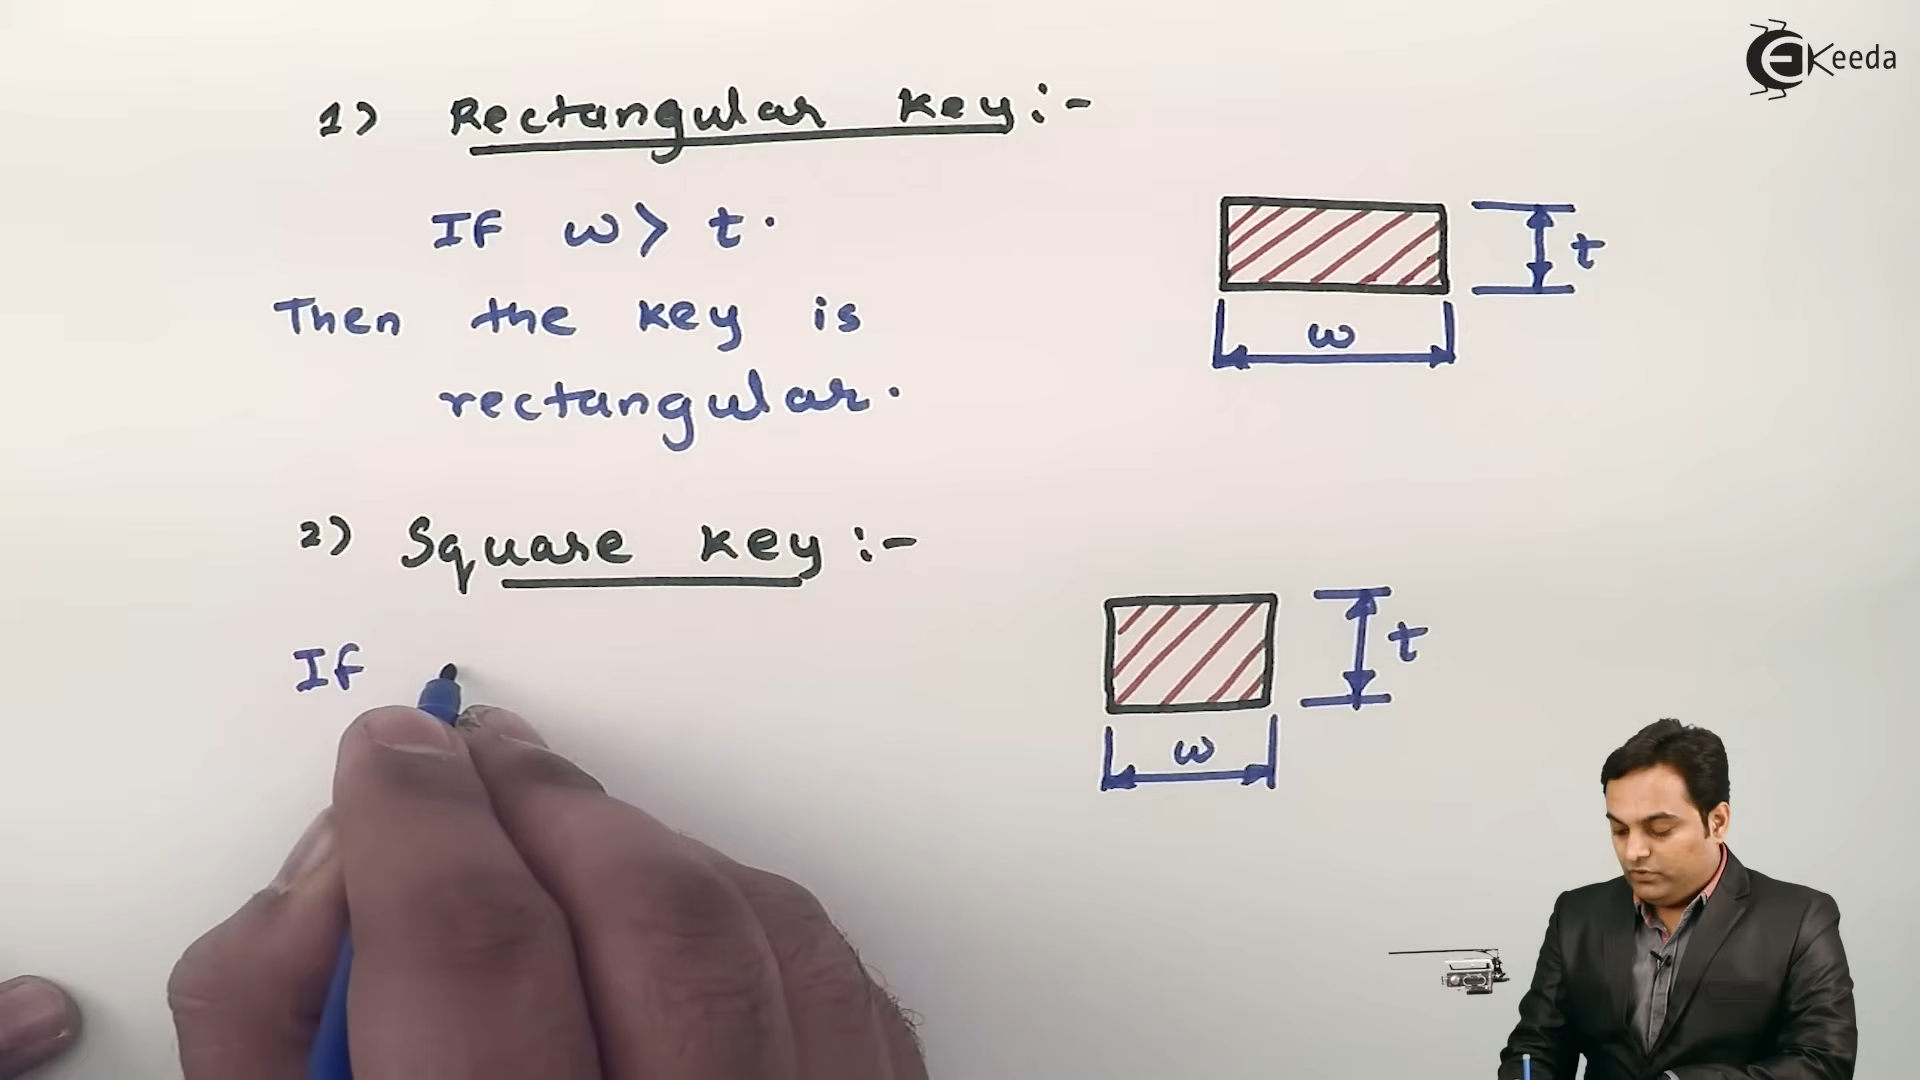 EKeeda
1) Rectangular Key:-
If w > t.
t
Then the key is
w
rectangular.
2) Square Key:-
If
t
w